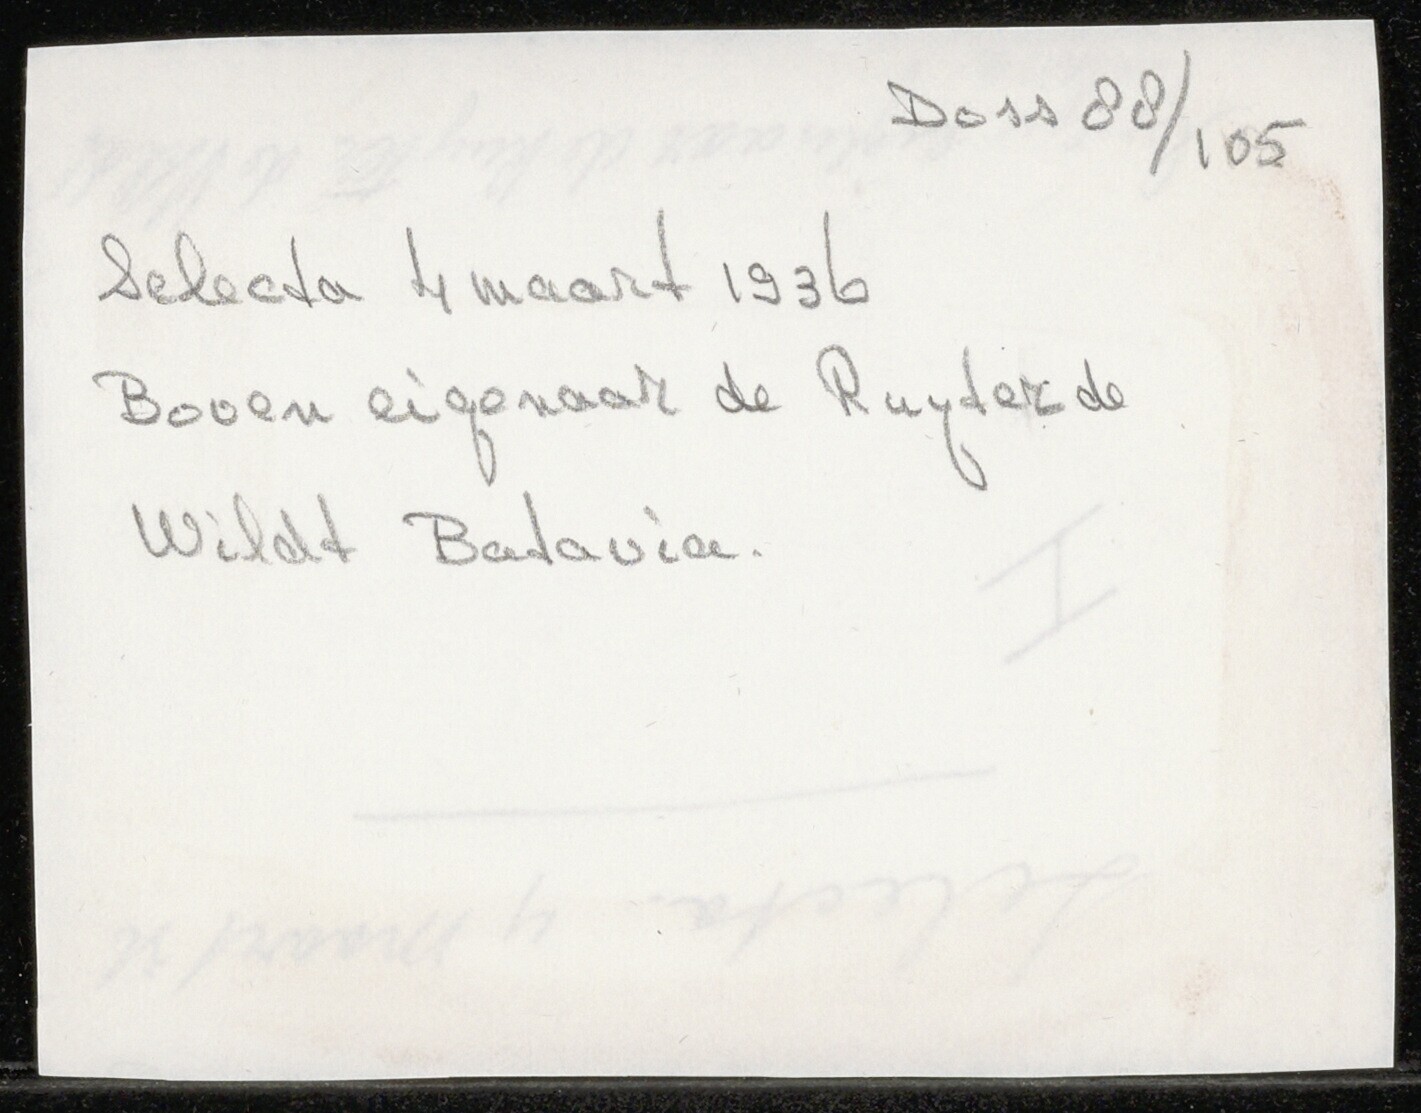 Doss 88/105
Selecta 4 maart 1936
Boven eigenaar de Ruyter de
Wildt Batavia.